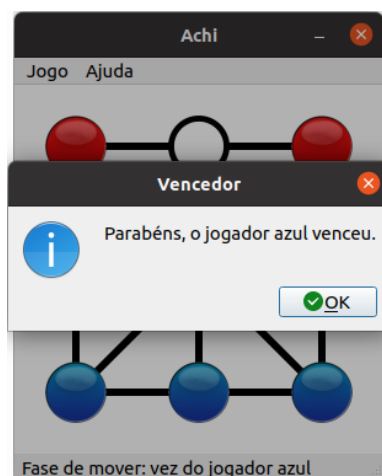 Achi
Jogo Ajuda
Vencedor
Parabéns, o jogador azul venceu.
OK
Fase de mover: vez do jogador azul